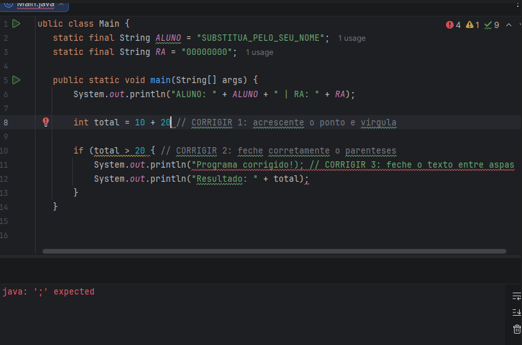 Main.java
ublic class Main {
4 1 9
static final String ALUNO = "SUBSTITUA_PELO_SEU_NOME"; 1 usage
static final String RA = "00000000"; 1 usage
public static void main(String[] args) {
System.out.println("ALUNO: " + ALUNO + " | RA: " + RA);
int total = 10 + 20 // CORRIGIR 1: acrescente o ponto e vírgula
if (total > 20 { // CORRIGIR 2: feche corretamente o parenteses
System.out.println("Programa corrigido!); // CORRIGIR 3: feche o texto entre aspas
System.out.println("Resultado: " + total);
}
}
java: ';' expected